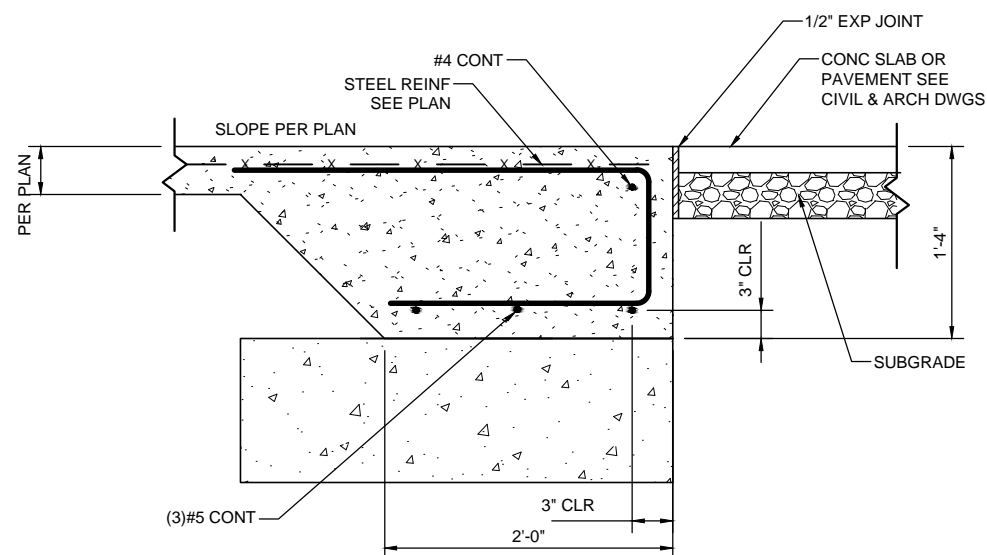 1/2" EXP JOINT
#4 CONT
CONC SLAB OR
PAVEMENT SEE
CIVIL & ARCH DWGS
STEEL REINF
SEE PLAN
SLOPE PER PLAN
PER PLAN
1'-4"
3" CLR
SUBGRADE
(3)#5 CONT
3" CLR
2'-0"